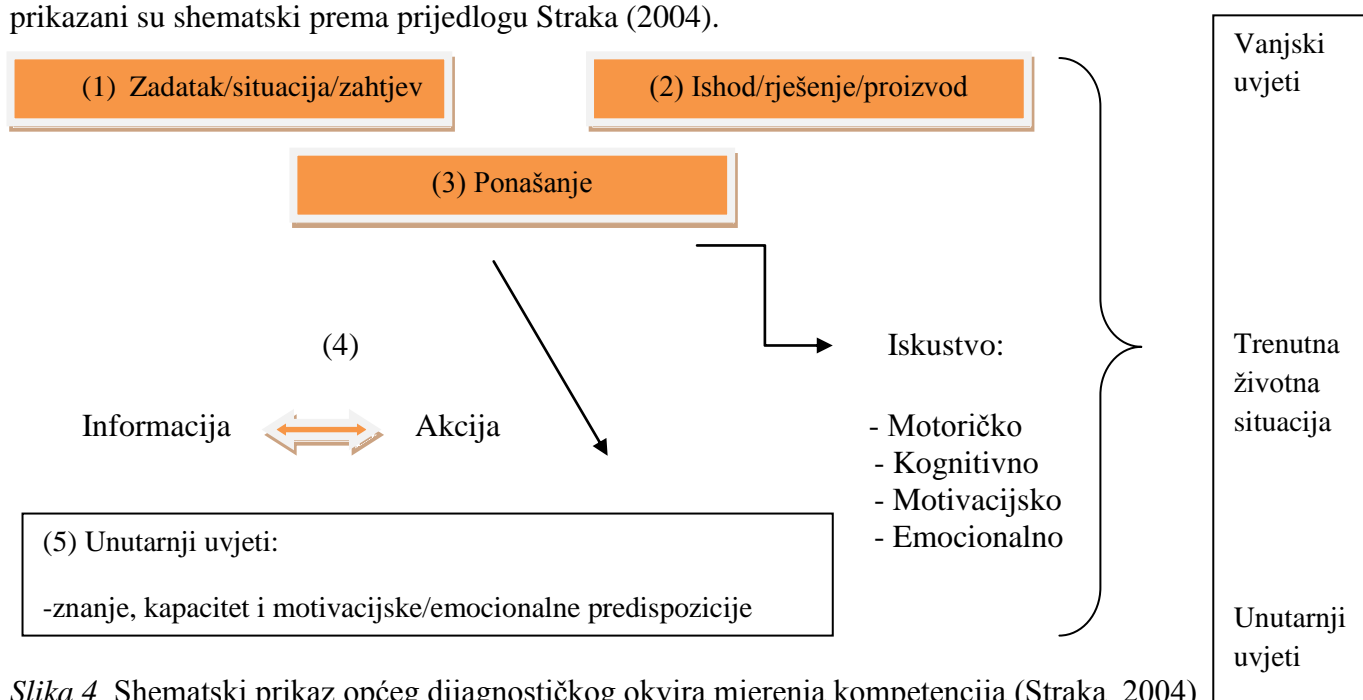 prikazani su shematski prema prijedlogu Straka (2004).
(1) Zadatak/situacija/zahtjev
(2) Ishod/rješenje/proizvod
(3) Ponašanje
(4)
Informacija
Akcija
Iskustvo:
- Motoričko
- Kognitivno
- Motivacijsko
- Emocionalno
(5) Unutarnji uvjeti:
-znanje, kapacitet i motivacijske/emocionalne predispozicije
Vanjski
uvjeti
Trenutna
životna
situacija
Unutarnji
uvjeti
Slika 4 Shematski prikaz općeg dijagnostičkog okvira mjerenja kompetencija (Straka 2004)